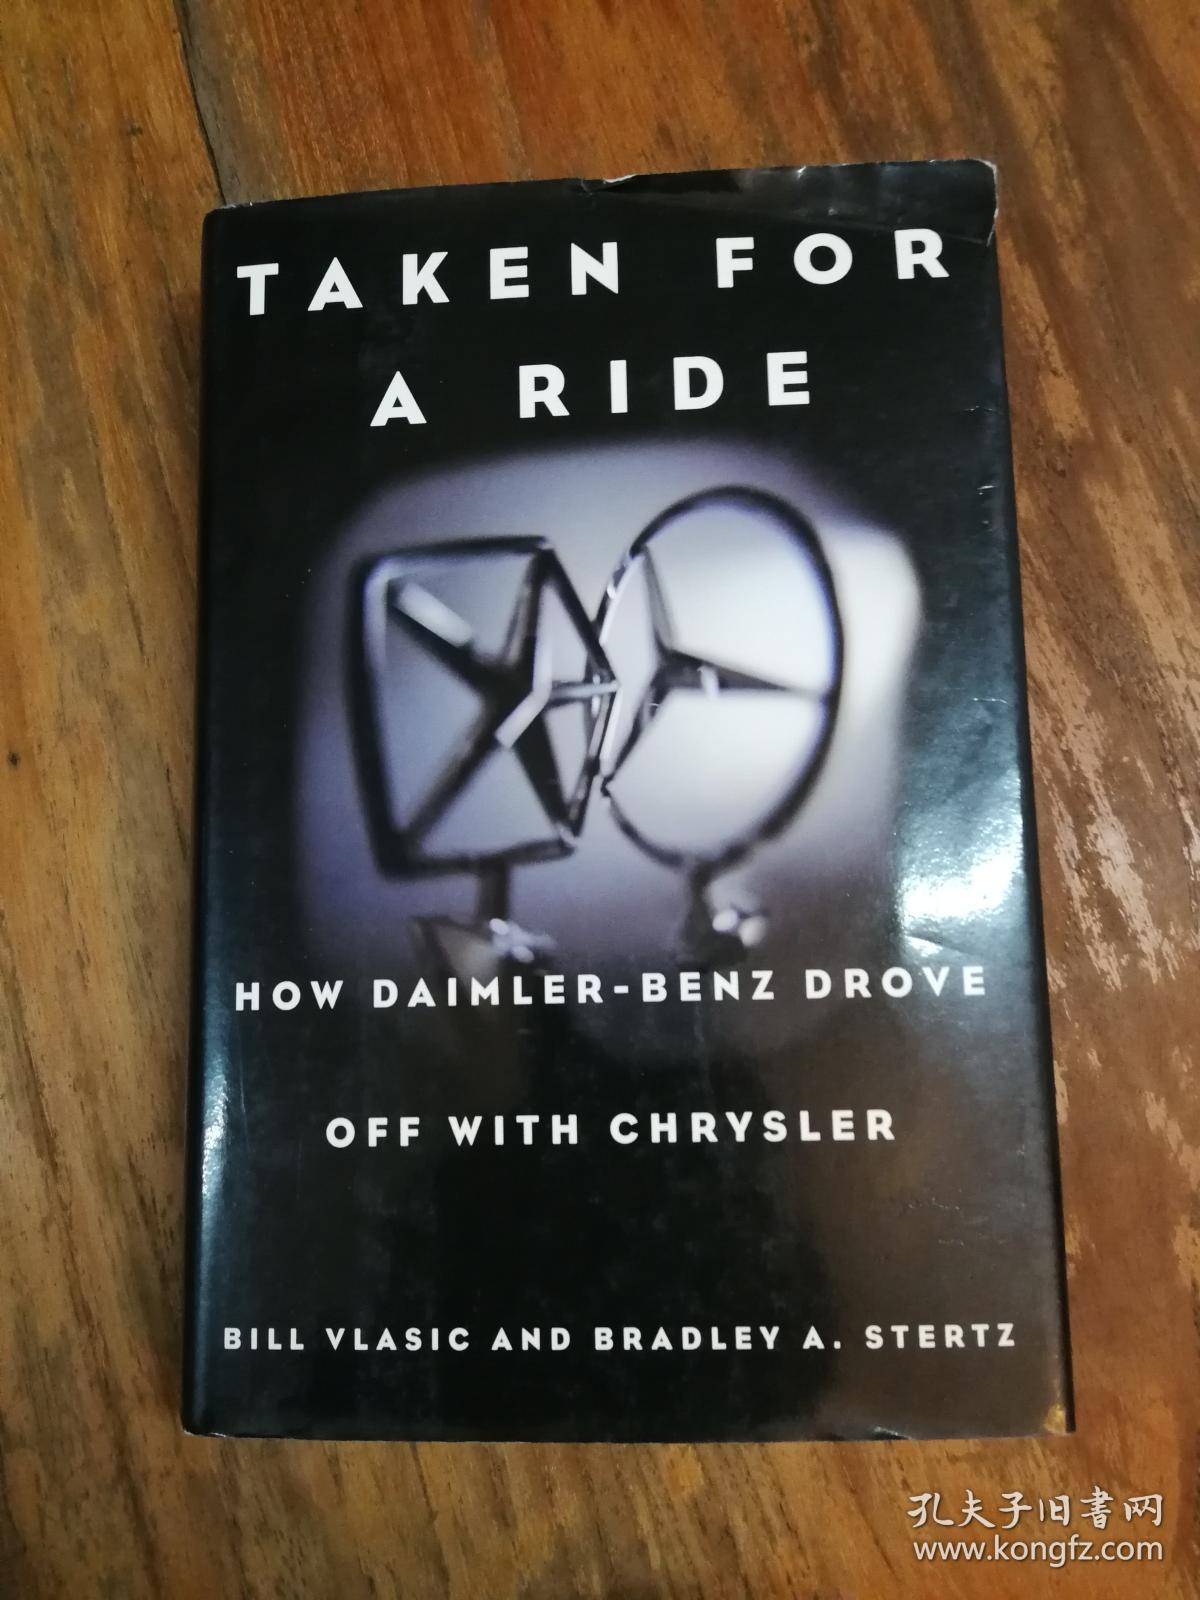 TAKEN FOR
A RIDE
HOW DAIMLER-BENZ DROVE
OFF WITH CHRYSLER
BILL VLASIC AND BRADLEY A. STERTZ
孔夫子旧书网
www.kongfz.com